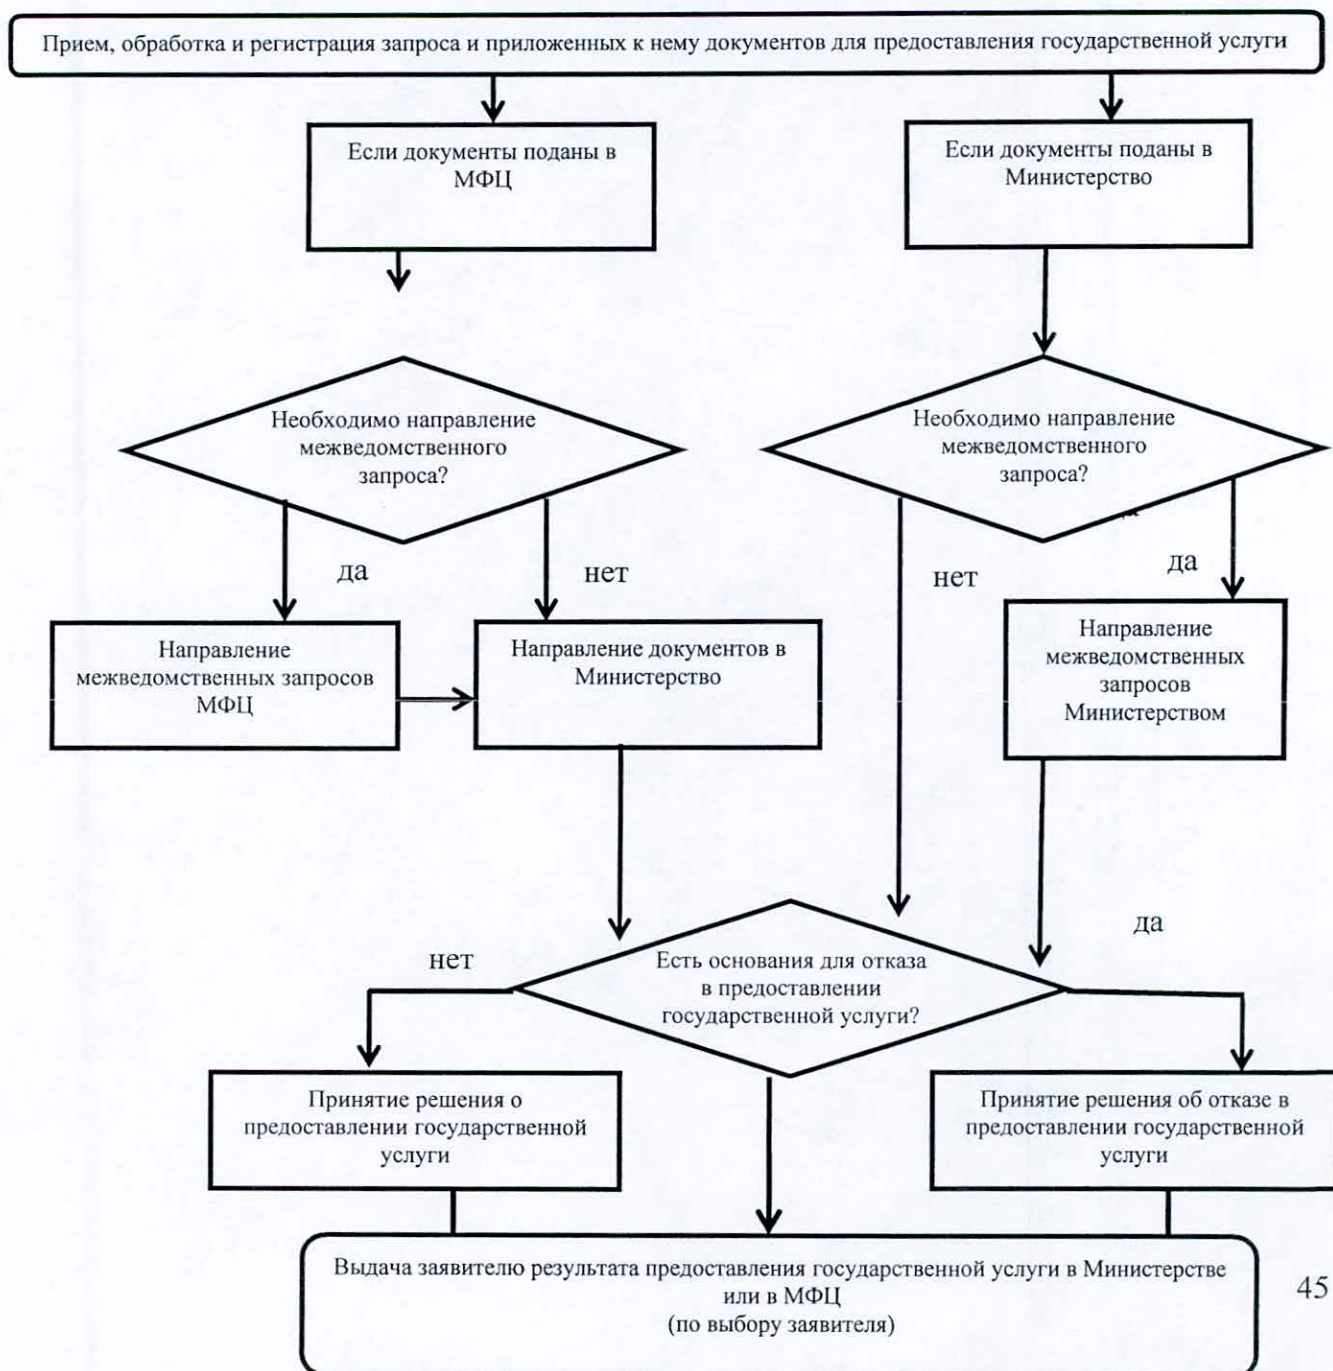 Прием, обработка и регистрация запроса и приложенных к нему документов для предоставления государственной услуги
Если документы поданы в
МФЦ
Если документы поданы в
Министерство
Необходимо направление
межведомственного
запроса?
Необходимо направление
межведомственного
запроса?
да
нет
нет
да
Направление
межведомственных запросов
МФЦ
Направление документов в
Министерство
Направление
межведомственных
запросов
Министерством
нет
Есть основания для отказа
в предоставлении
государственной услуги?
да
Принятие решения о
предоставлении государственной
услуги
Принятие решения об отказе в
предоставлении государственной
услуги
Выдача заявителю результата предоставления государственной услуги в Министерстве
или в МФЦ
(по выбору заявителя)
45